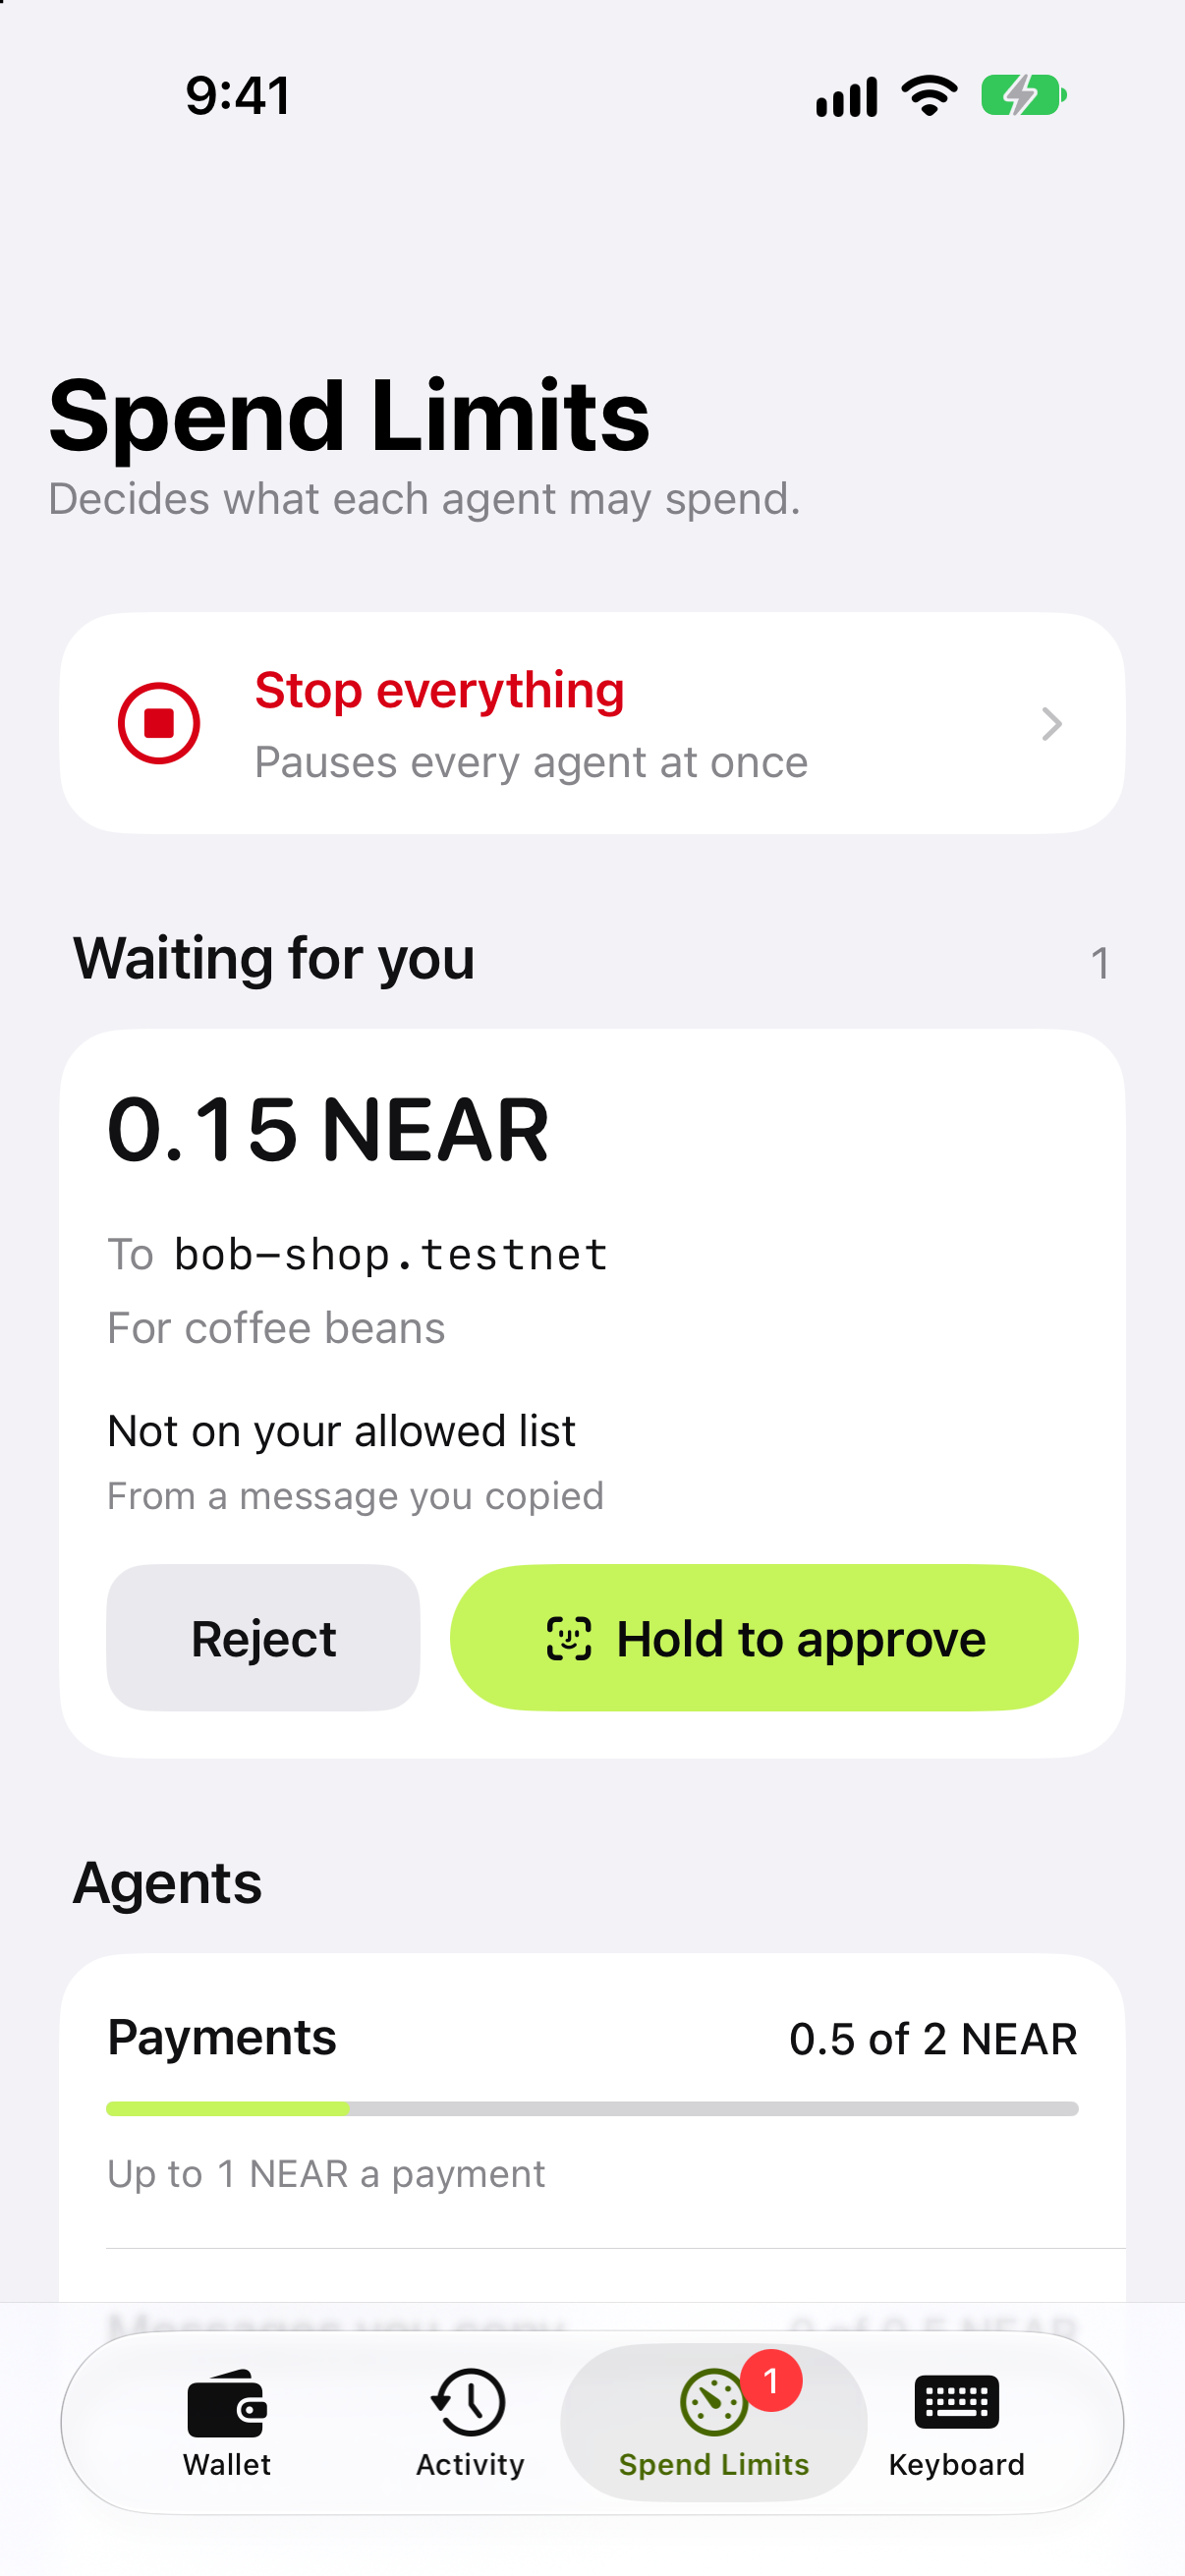 9:41
Spend Limits
Decides what each agent may spend.
Stop everything
Pauses every agent at once
Waiting for you
1
0.15 NEAR
To bob-shop.testnet
For coffee beans
Not on your allowed list
From a message you copied
Reject
Hold to approve
Agents
Payments
0.5 of 2 NEAR
Up to 1 NEAR a payment
1
Wallet
Activity
Spend Limits
Keyboard